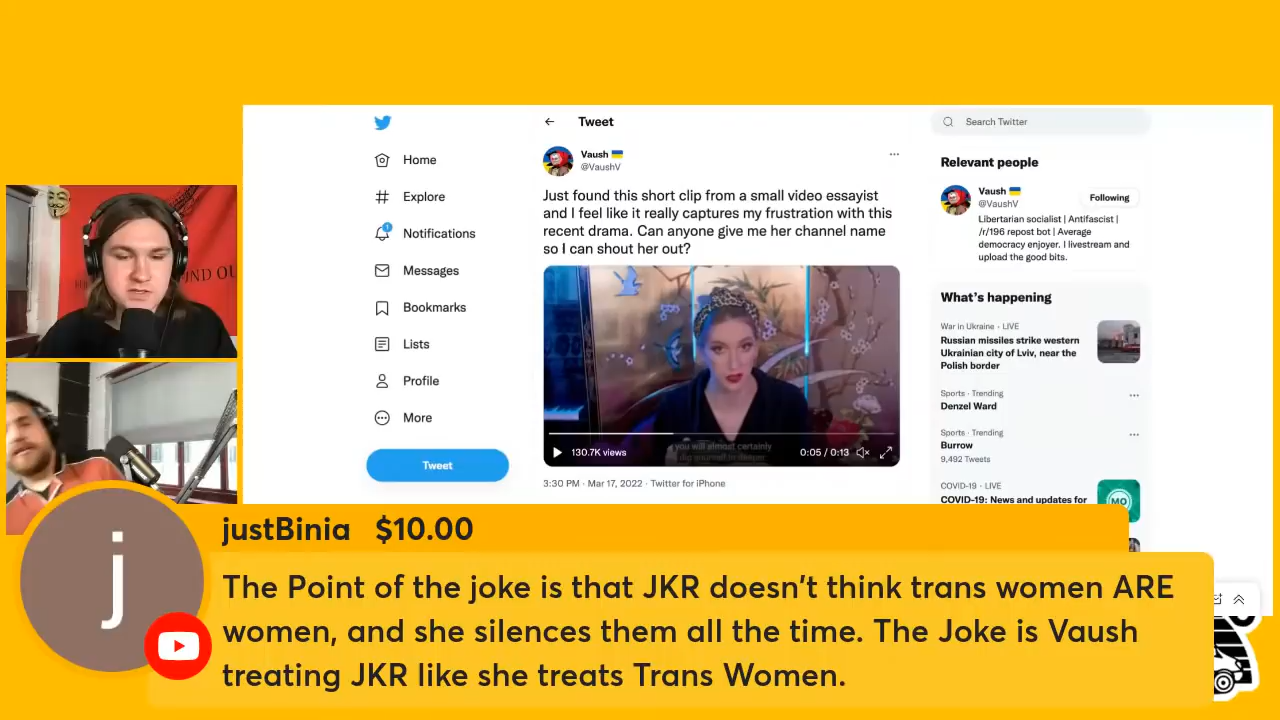 Home
Explore
1
Notifications
Messages
Bookmarks
Lists
Profile
More
Tweet
Tweet
Vaush
@VaushV
Just found this short clip from a small video essayist
and I feel like it really captures my frustration with this
recent drama. Can anyone give me her channel name
so I can shout her out?
you will almost certainly
130.7K views
0:05 / 0:13
3:30 PM · Mar 17, 2022 · Twitter for iPhone
Search Twitter
Relevant people
Vaush
@VaushV
Following
Libertarian socialist | Antifascist |
/r/196 repost bot | Average
democracy enjoyer. I livestream and
upload the good bits.
What's happening
War in Ukraine · LIVE
Russian missiles strike western
Ukrainian city of Lviv, near the
Polish border
Sports · Trending
Denzel Ward
Sports · Trending
Burrow
9,492 Tweets
COVID-19 · LIVE
COVID-19: News and updates for
MO
j
justBinia $10.00
The Point of the joke is that JKR doesn't think trans women ARE
women, and she silences them all the time. The Joke is Vaush
treating JKR like she treats Trans Women.